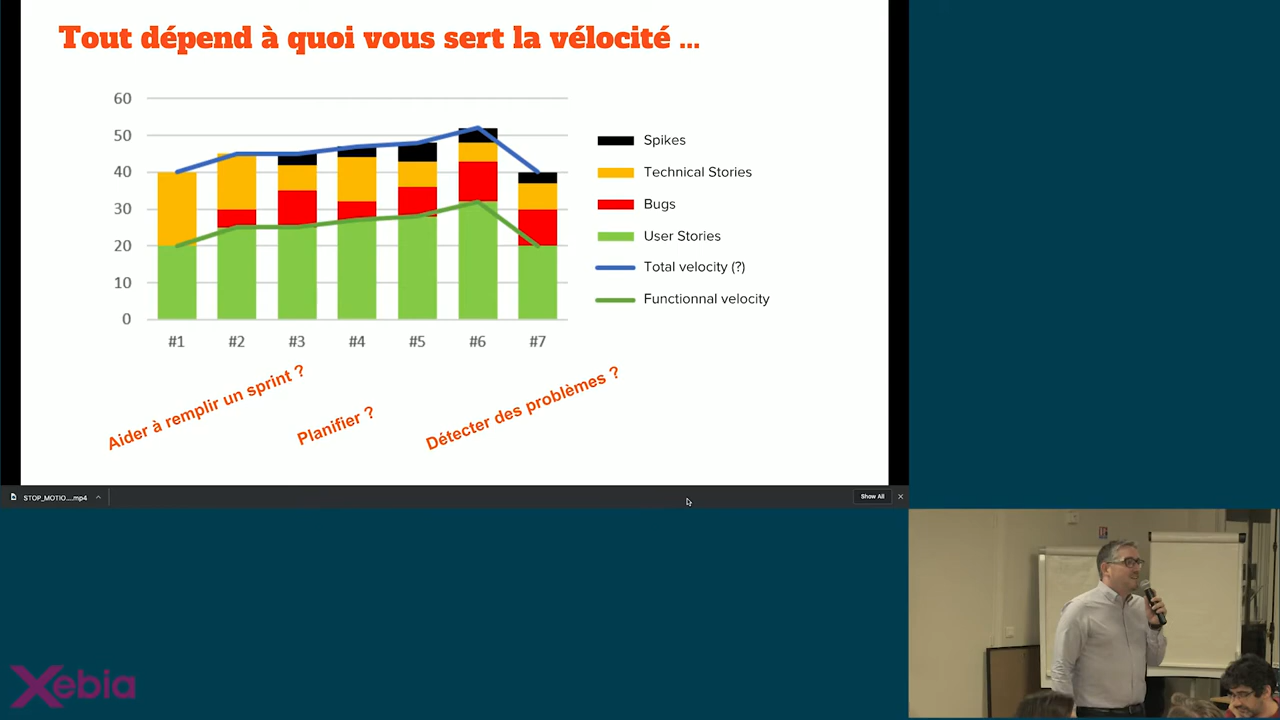 Tout dépend à quoi vous sert la vélocité ...
60
50
40
30
20
10
0
#1 #2 #3 #4 #5 #6 #7
Spikes
Technical Stories
Bugs
User Stories
Total velocity (?)
Functionnal velocity
Aider à remplir un sprint ?
Planifier ?
Détecter des problèmes ?
STOP_MOTIO....mp4
Show All
Xebia